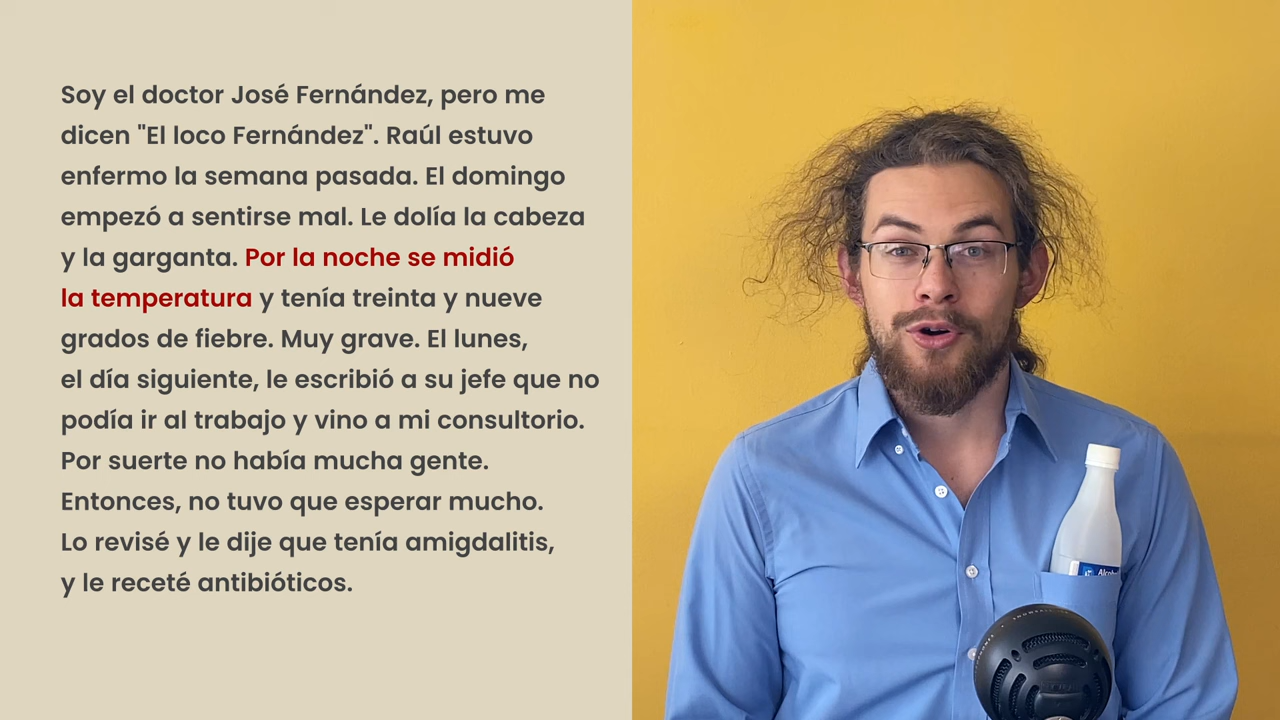 Soy el doctor José Fernández, pero me
dicen "El loco Fernández". Raúl estuvo
enfermo la semana pasada. El domingo
empezó a sentirse mal. Le dolía la cabeza
y la garganta. Por la noche se midió
la temperatura y tenía treinta y nueve
grados de fiebre. Muy grave. El lunes,
el día siguiente, le escribió a su jefe que no
podía ir al trabajo y vino a mi consultorio.
Por suerte no había mucha gente.
Entonces, no tuvo que esperar mucho.
Lo revisé y le dije que tenía amigdalitis,
y le receté antibióticos.